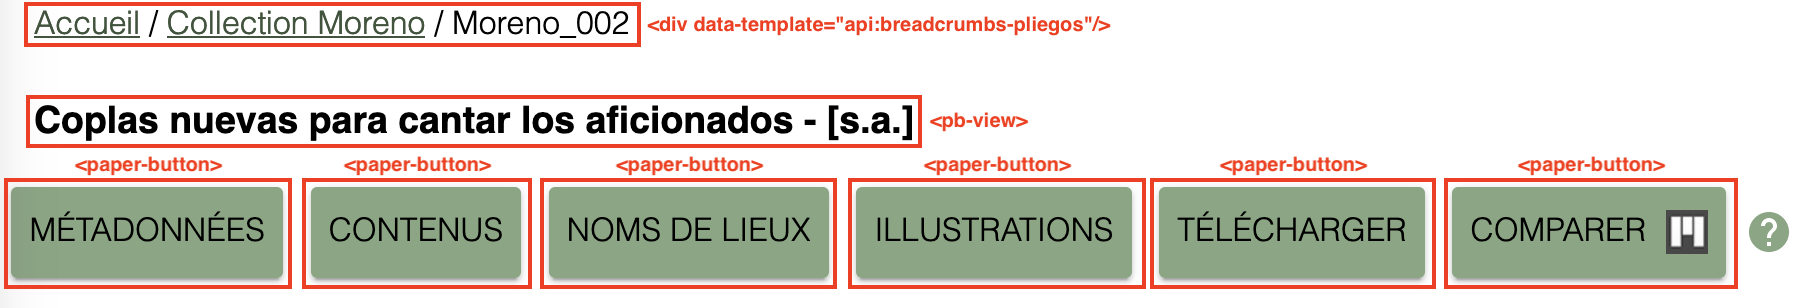 Accueil / Collection Moreno / Moreno_002 <div data-template="api:breadcrumbs-pliegos"/>
Coplas nuevas para cantar los aficionados - [s.a.] <pb-view>
<paper-button> <paper-button> <paper-button> <paper-button> <paper-button> <paper-button>
MÉTADONNÉES CONTENUS NOMS DE LIEUX ILLUSTRATIONS TÉLÉCHARGER COMPARER ?